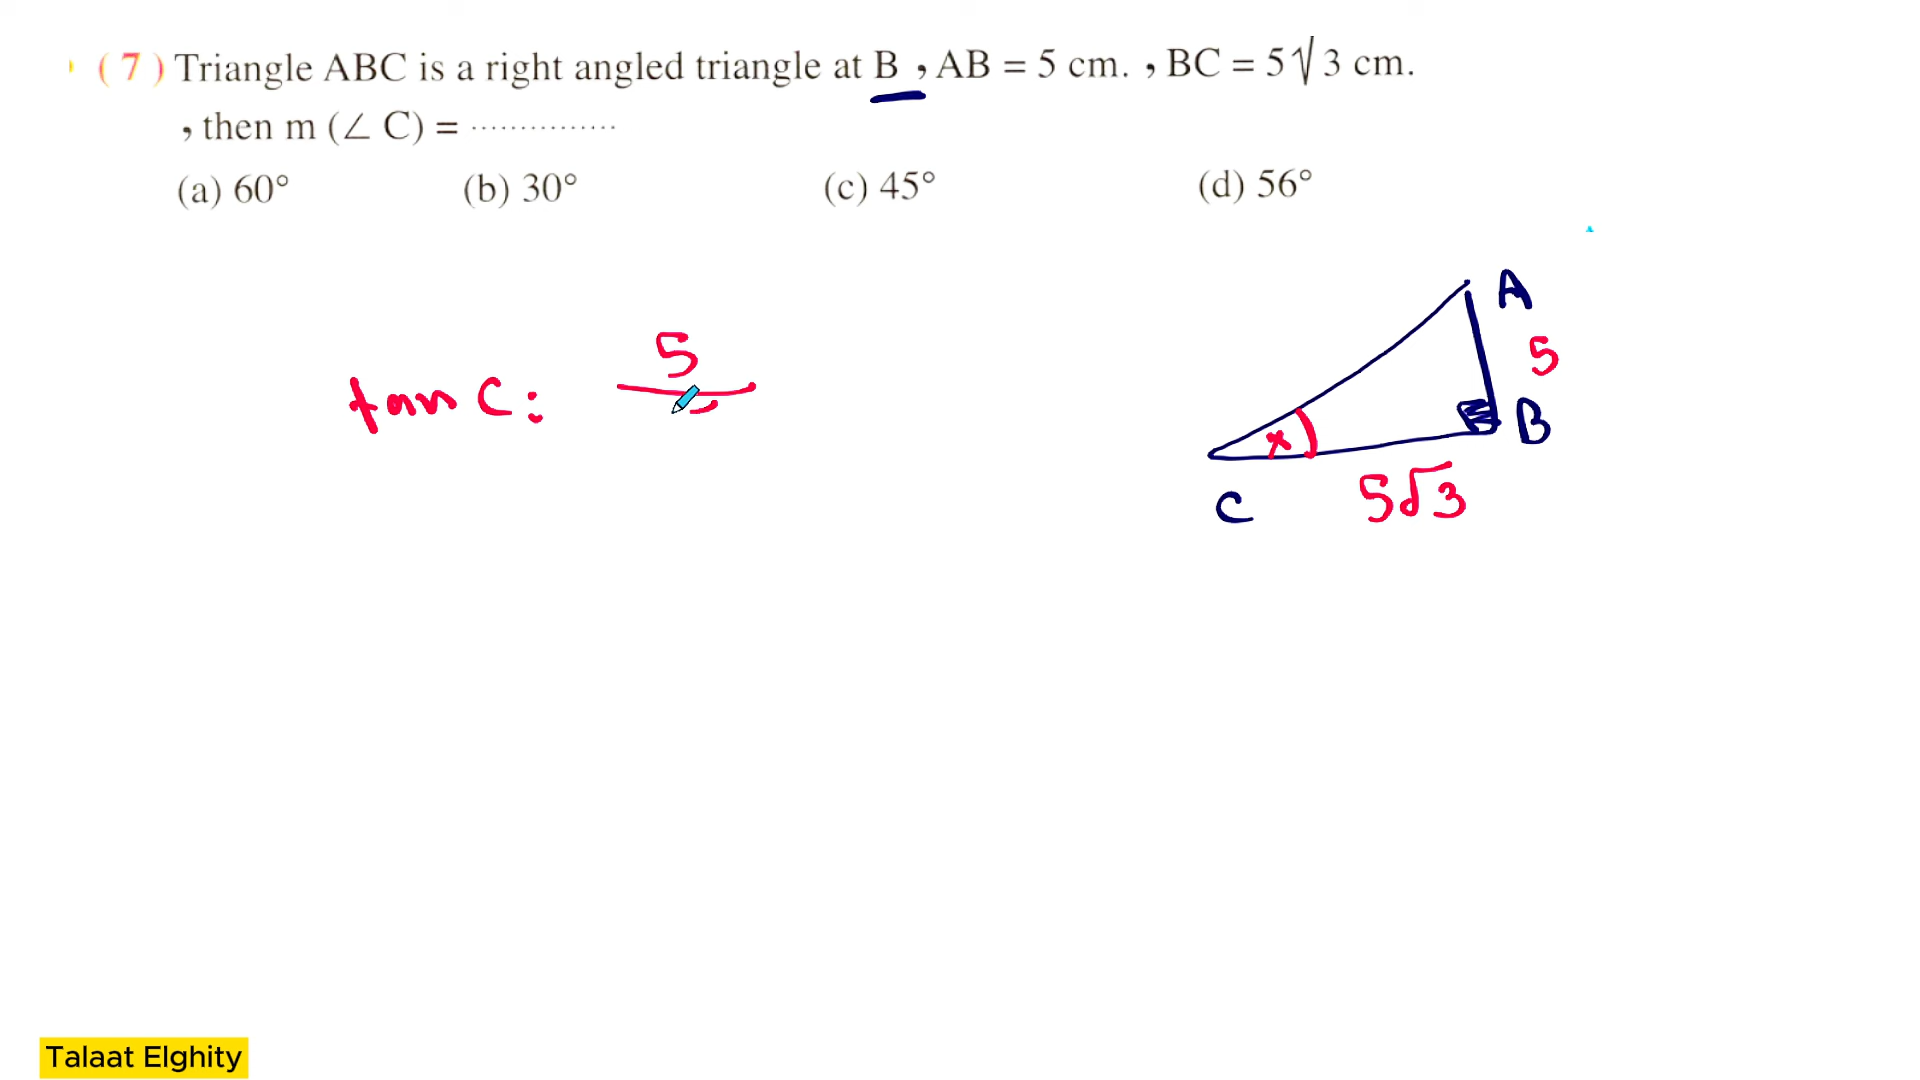 (7) Triangle ABC is a right angled triangle at B , AB = 5 cm. , BC = 5√3 cm.
, then m (∠ C) = ...............
(a) 60° (b) 30° (c) 45° (d) 56°
A
5
tan C: 5
x
B
C
5√3
Talaat Elghity